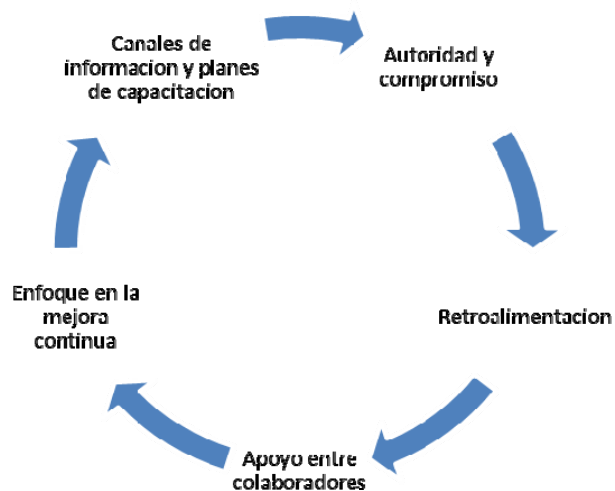 Canales de
informacion y planes
de capacitacion
Autoridad y
compromiso
Retroalimentacion
Apoyo entre
colaboradores
Enfoque en la
mejora
continua